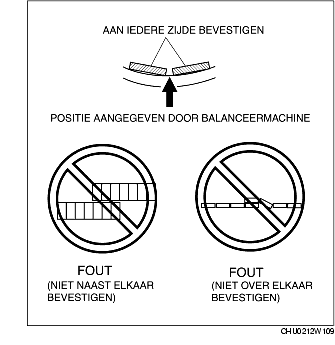 AAN IEDERE ZIJDE BEVESTIGEN
POSITIE AANGEGEVEN DOOR BALANCEERMACHINE
FOUT
(NIET NAAST ELKAAR
BEVESTIGEN)
FOUT
(NIET OVER ELKAAR
BEVESTIGEN)
CHU0212W109